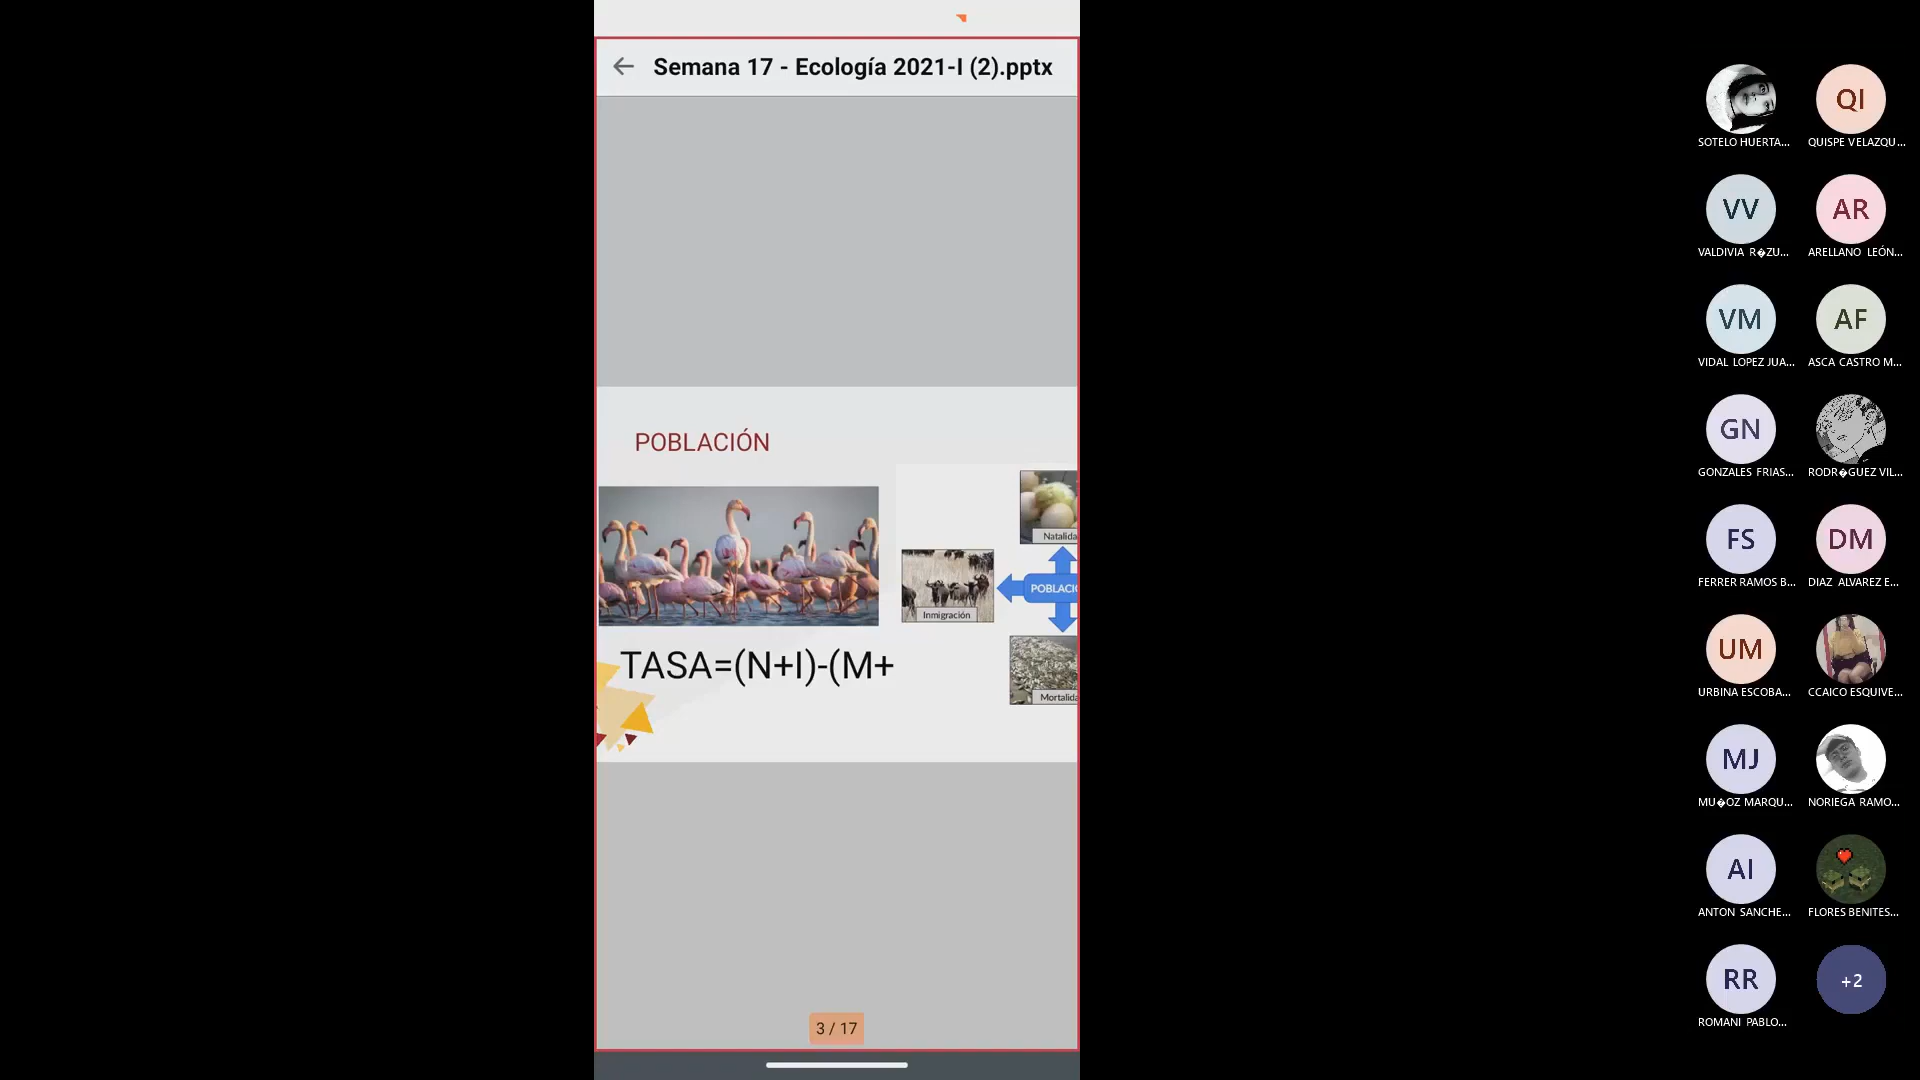 Semana 17 - Ecología 2021-I (2).pptx
POBLACIÓN
Natalida
Inmigración
POBLACIO
Mortalida
TASA=(N+I)-(M+
3 / 17
QI
SOTELO HUERTA...
QUISPE VELAZQU...
VV
AR
VALDIVIA R�ZU...
ARELLANO LEÓN...
VM
AF
VIDAL LOPEZ JUA...
ASCA CASTRO M...
GN
GONZALES FRIAS...
RODR�GUEZ VIL...
FS
DM
FERRER RAMOS B...
DIAZ ALVAREZ E...
UM
URBINA ESCOBA...
CCAICO ESQUIVE...
MJ
MU�OZ MARQU...
NORIEGA RAMO...
AI
ANTON SANCHE...
FLORES BENITES...
RR
+2
ROMANI PABLO...